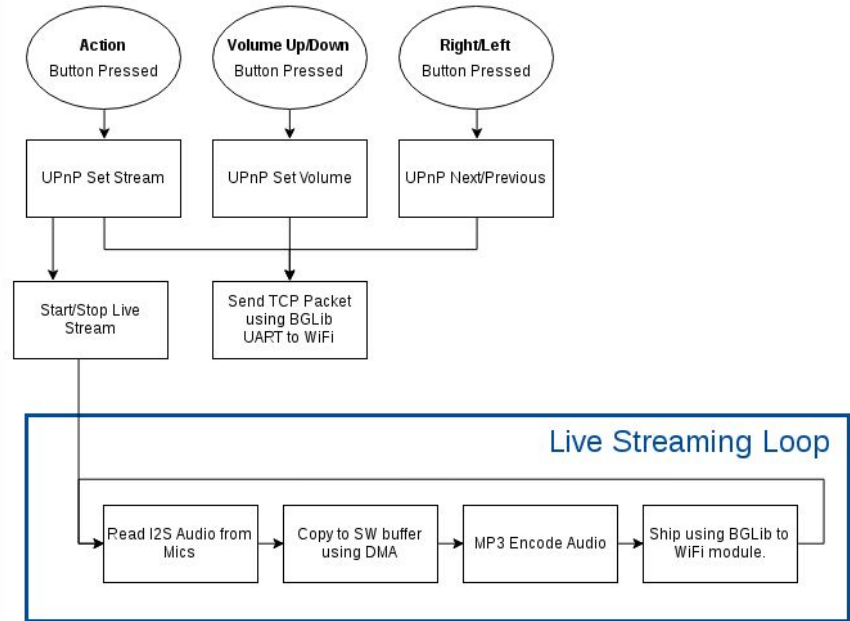 Action
Button Pressed
Volume Up/Down
Button Pressed
Right/Left
Button Pressed
UPnP Set Stream
UPnP Set Volume
UPnP Next/Previous
Start/Stop Live
Stream
Send TCP Packet
using BGLib
UART to WiFi
Live Streaming Loop
Read I2S Audio from
Mics
Copy to SW buffer
using DMA
MP3 Encode Audio
Ship using BGLib to
WiFi module.